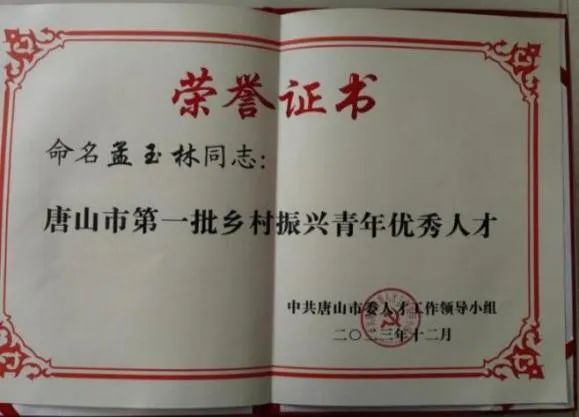 荣誉证书
命名孟玉林同志：
唐山市第一批乡村振兴青年优秀人才
中共唐山市委人才工作领导小组
二〇二三年十二月